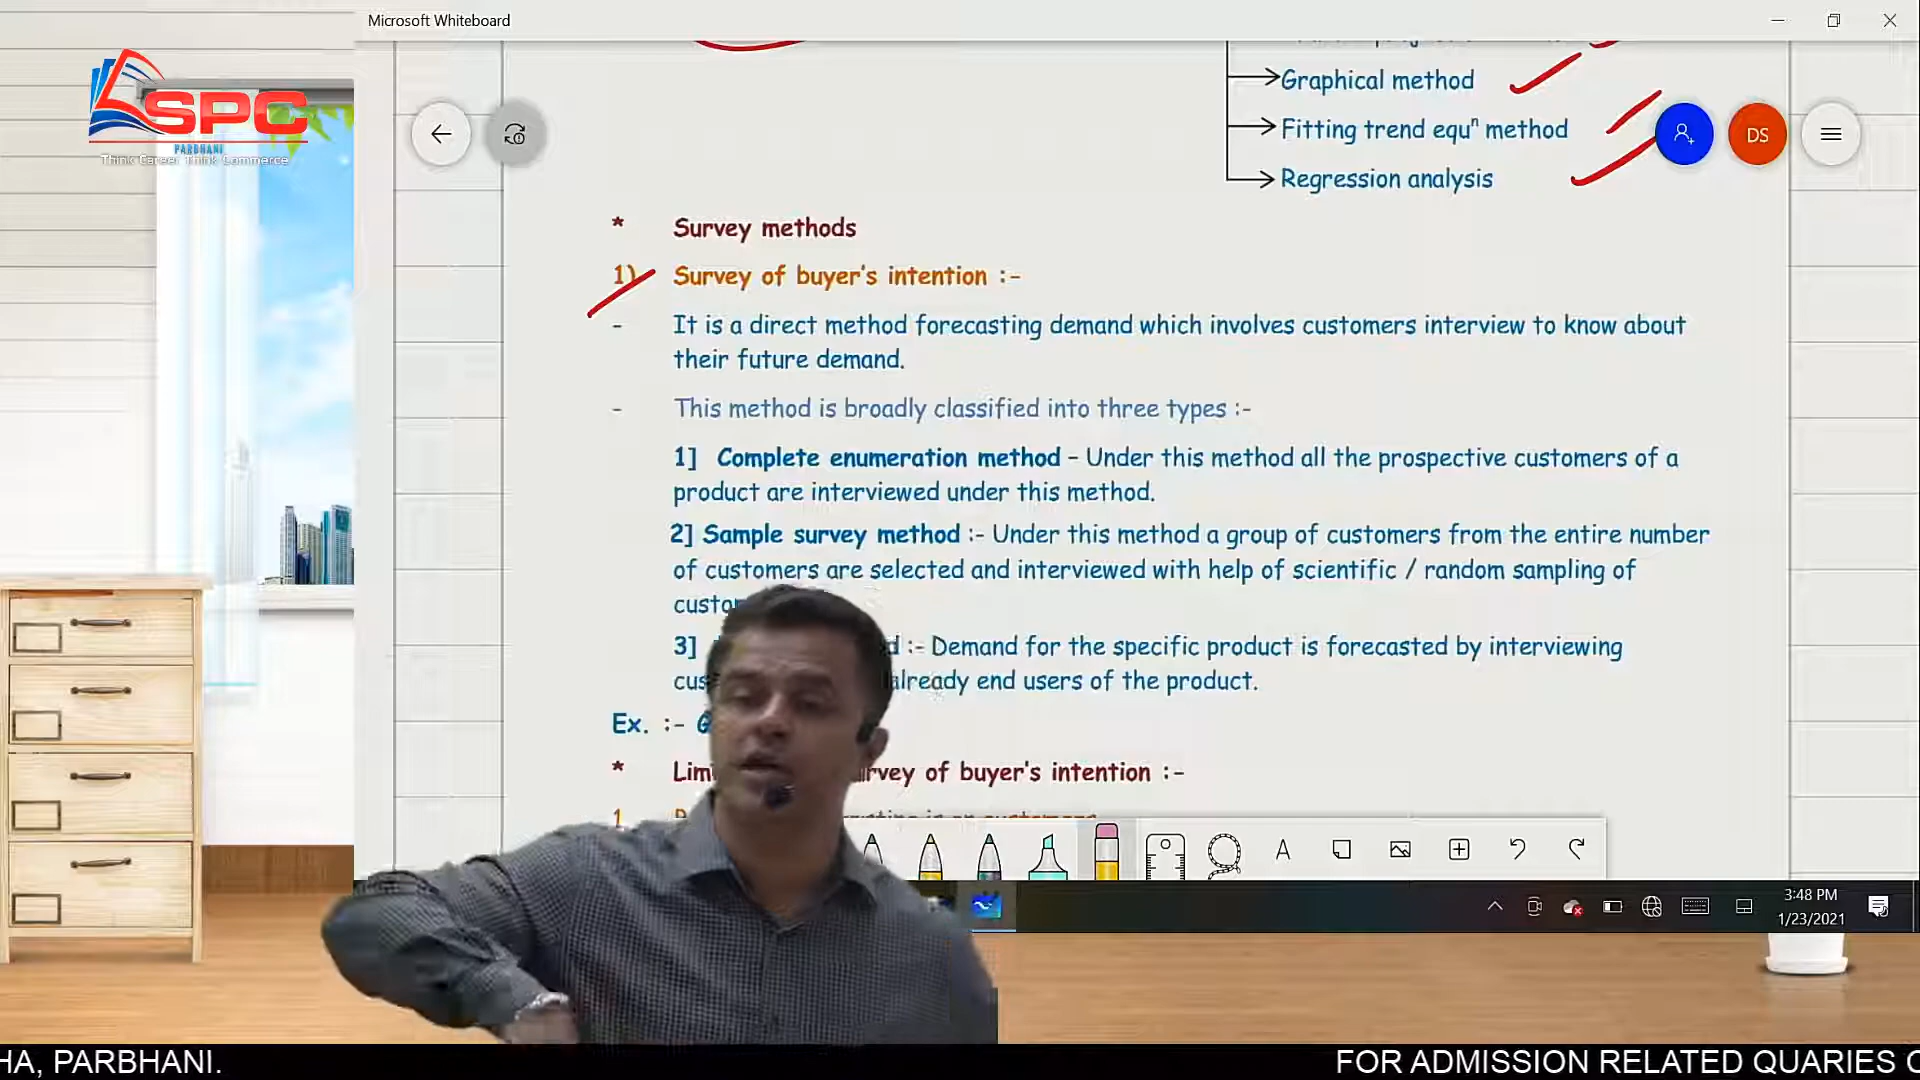 Microsoft Whiteboard
SPC
PARBHANI
Think Career Think Commerce
Graphical method
Fitting trend equⁿ method
Regression analysis
DS
* Survey methods
1) Survey of buyer's intention :-
- It is a direct method forecasting demand which involves customers interview to know about
their future demand.
- This method is broadly classified into three types :-
1] Complete enumeration method – Under this method all the prospective customers of a
product are interviewed under this method.
2] Sample survey method :- Under this method a group of customers from the entire number
of customers are selected and interviewed with help of scientific / random sampling of
3] :- Demand for the specific product is forecasted by interviewing
already end users of the product.
Ex. :-
* of buyer's intention :-
1.
3:48 PM
1/23/2021
HA, PARBHANI.
FOR ADMISSION RELATED QUARIES